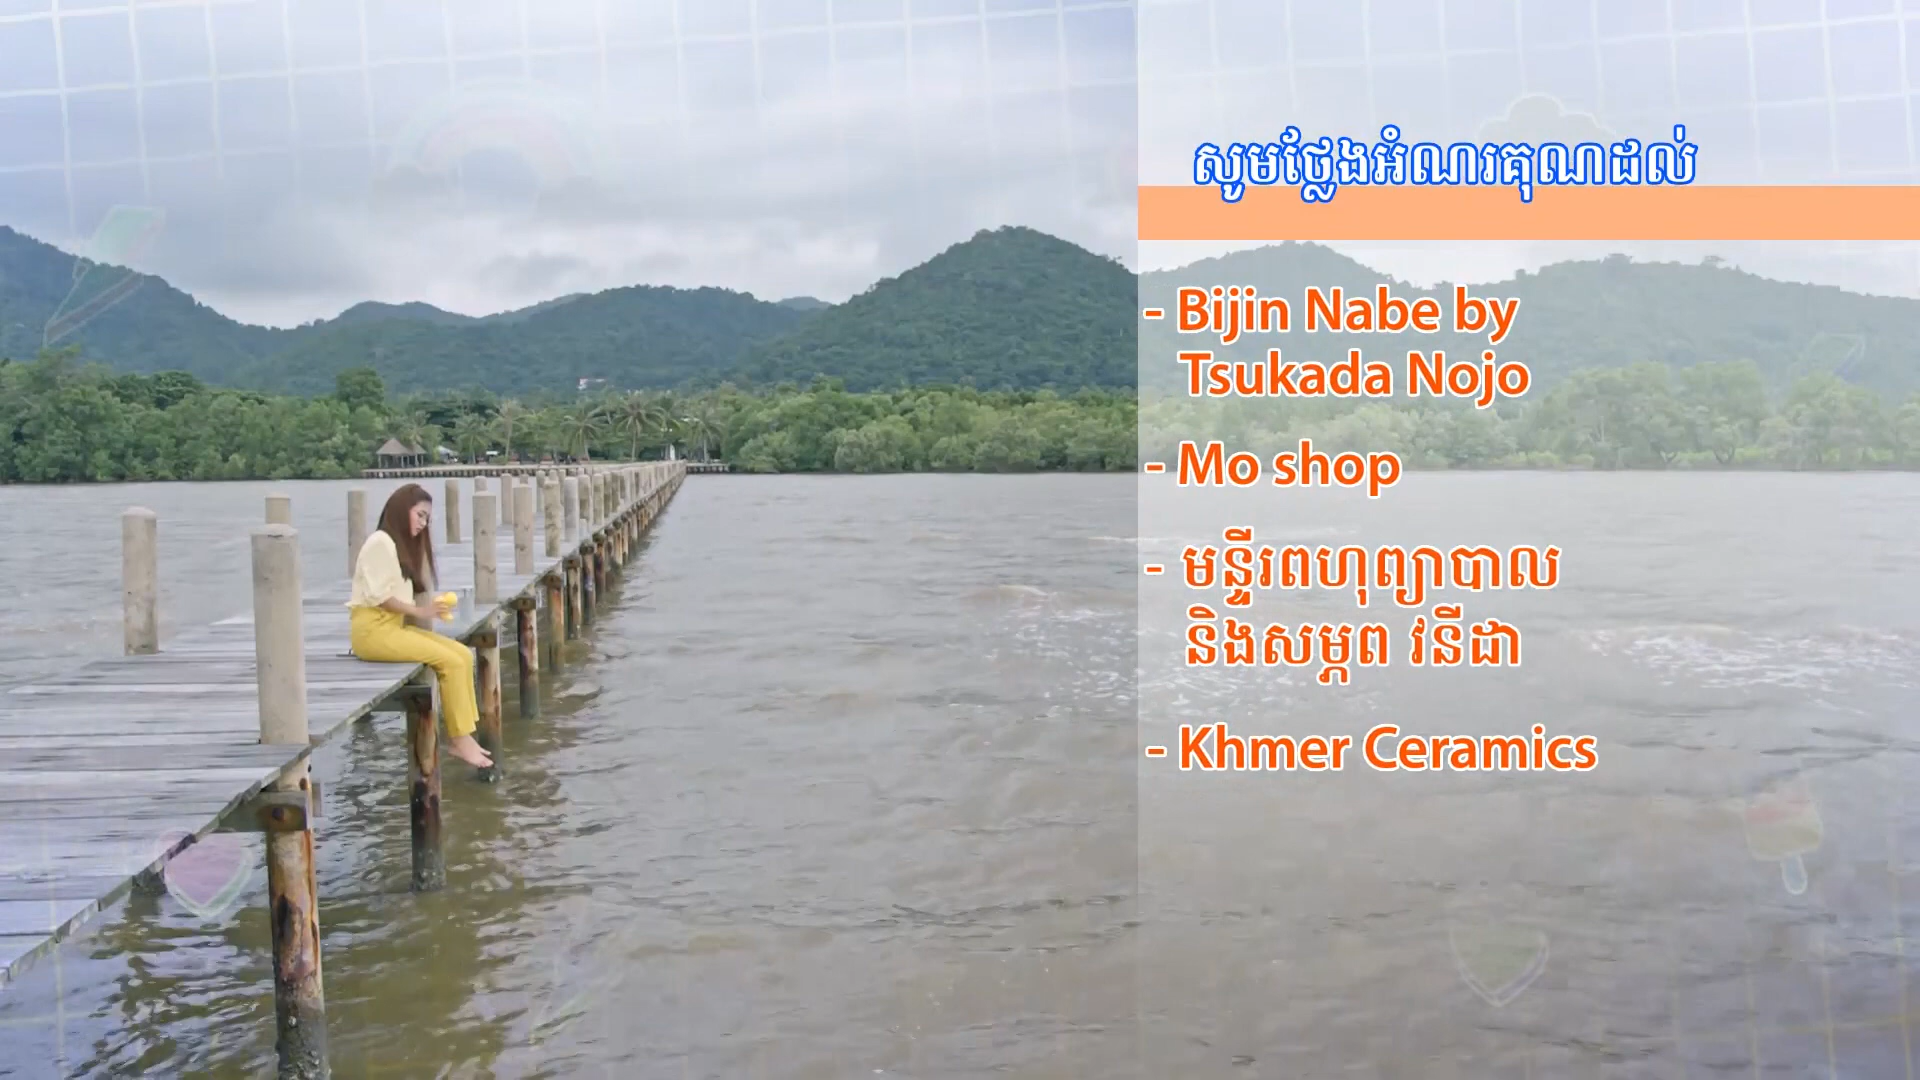 សូមថ្លែងអំណរគុណដល់
- Bijin Nabe by
Tsukada Nojo
- Mo shop
- មន្ទីរពហុព្យាបាល
និងសម្ភព វនីដា
- Khmer Ceramics